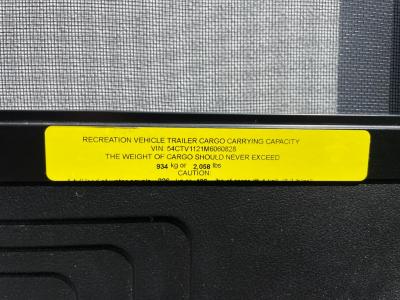 RECREATION VEHICLE TRAILER CARGO CARRYING CAPACITY
VIN: 54CTV1121M6060828
THE WEIGHT OF CARGO SHOULD NEVER EXCEED
934 kg or 2,058 lbs
CAUTION: